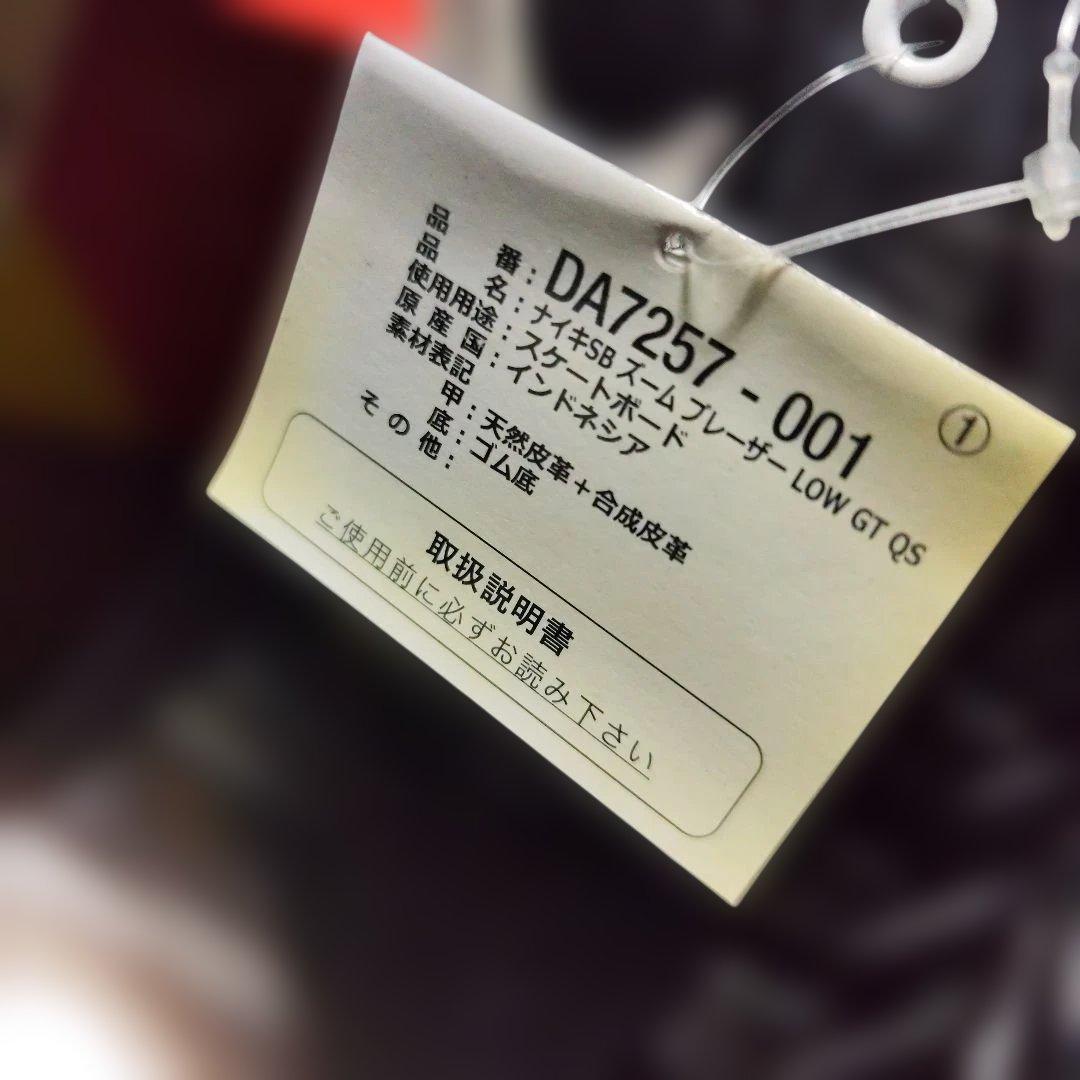 品番：DA7257-001
品名：ナイキSB ズーム ブレーザー LOW GT QS
使用用途：スケートボード
原産国：インドネシア
素材表記
甲：天然皮革＋合成皮革
底：ゴム底
その他：
①
取扱説明書
ご使用前に必ずお読み下さい